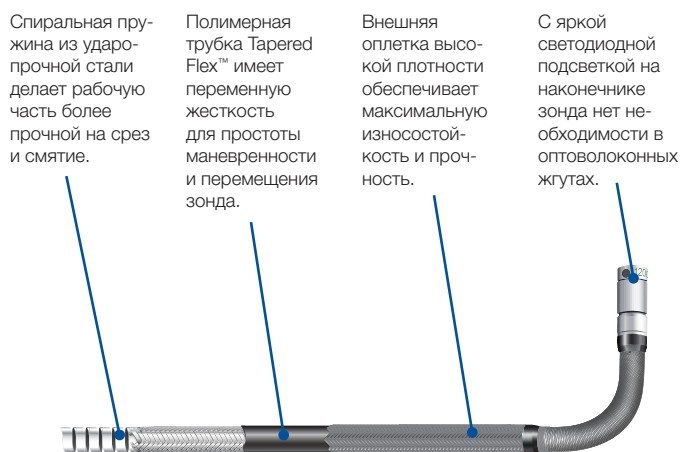 Спиральная пру-
жина из ударо-
прочной стали
делает рабочую
часть более
прочной на срез
и смятие.
Полимерная
трубка Tapered
Flex™ имеет
переменную
жесткость
для простоты
маневренности
и перемещения
зонда.
Внешняя
оплетка высо-
кой плотности
обеспечивает
максимальную
износостой-
кость и проч-
ность.
С яркой
светодиодной
подсветкой на
наконечнике
зонда нет не-
обходимости в
оптоволоконных
жгутах.